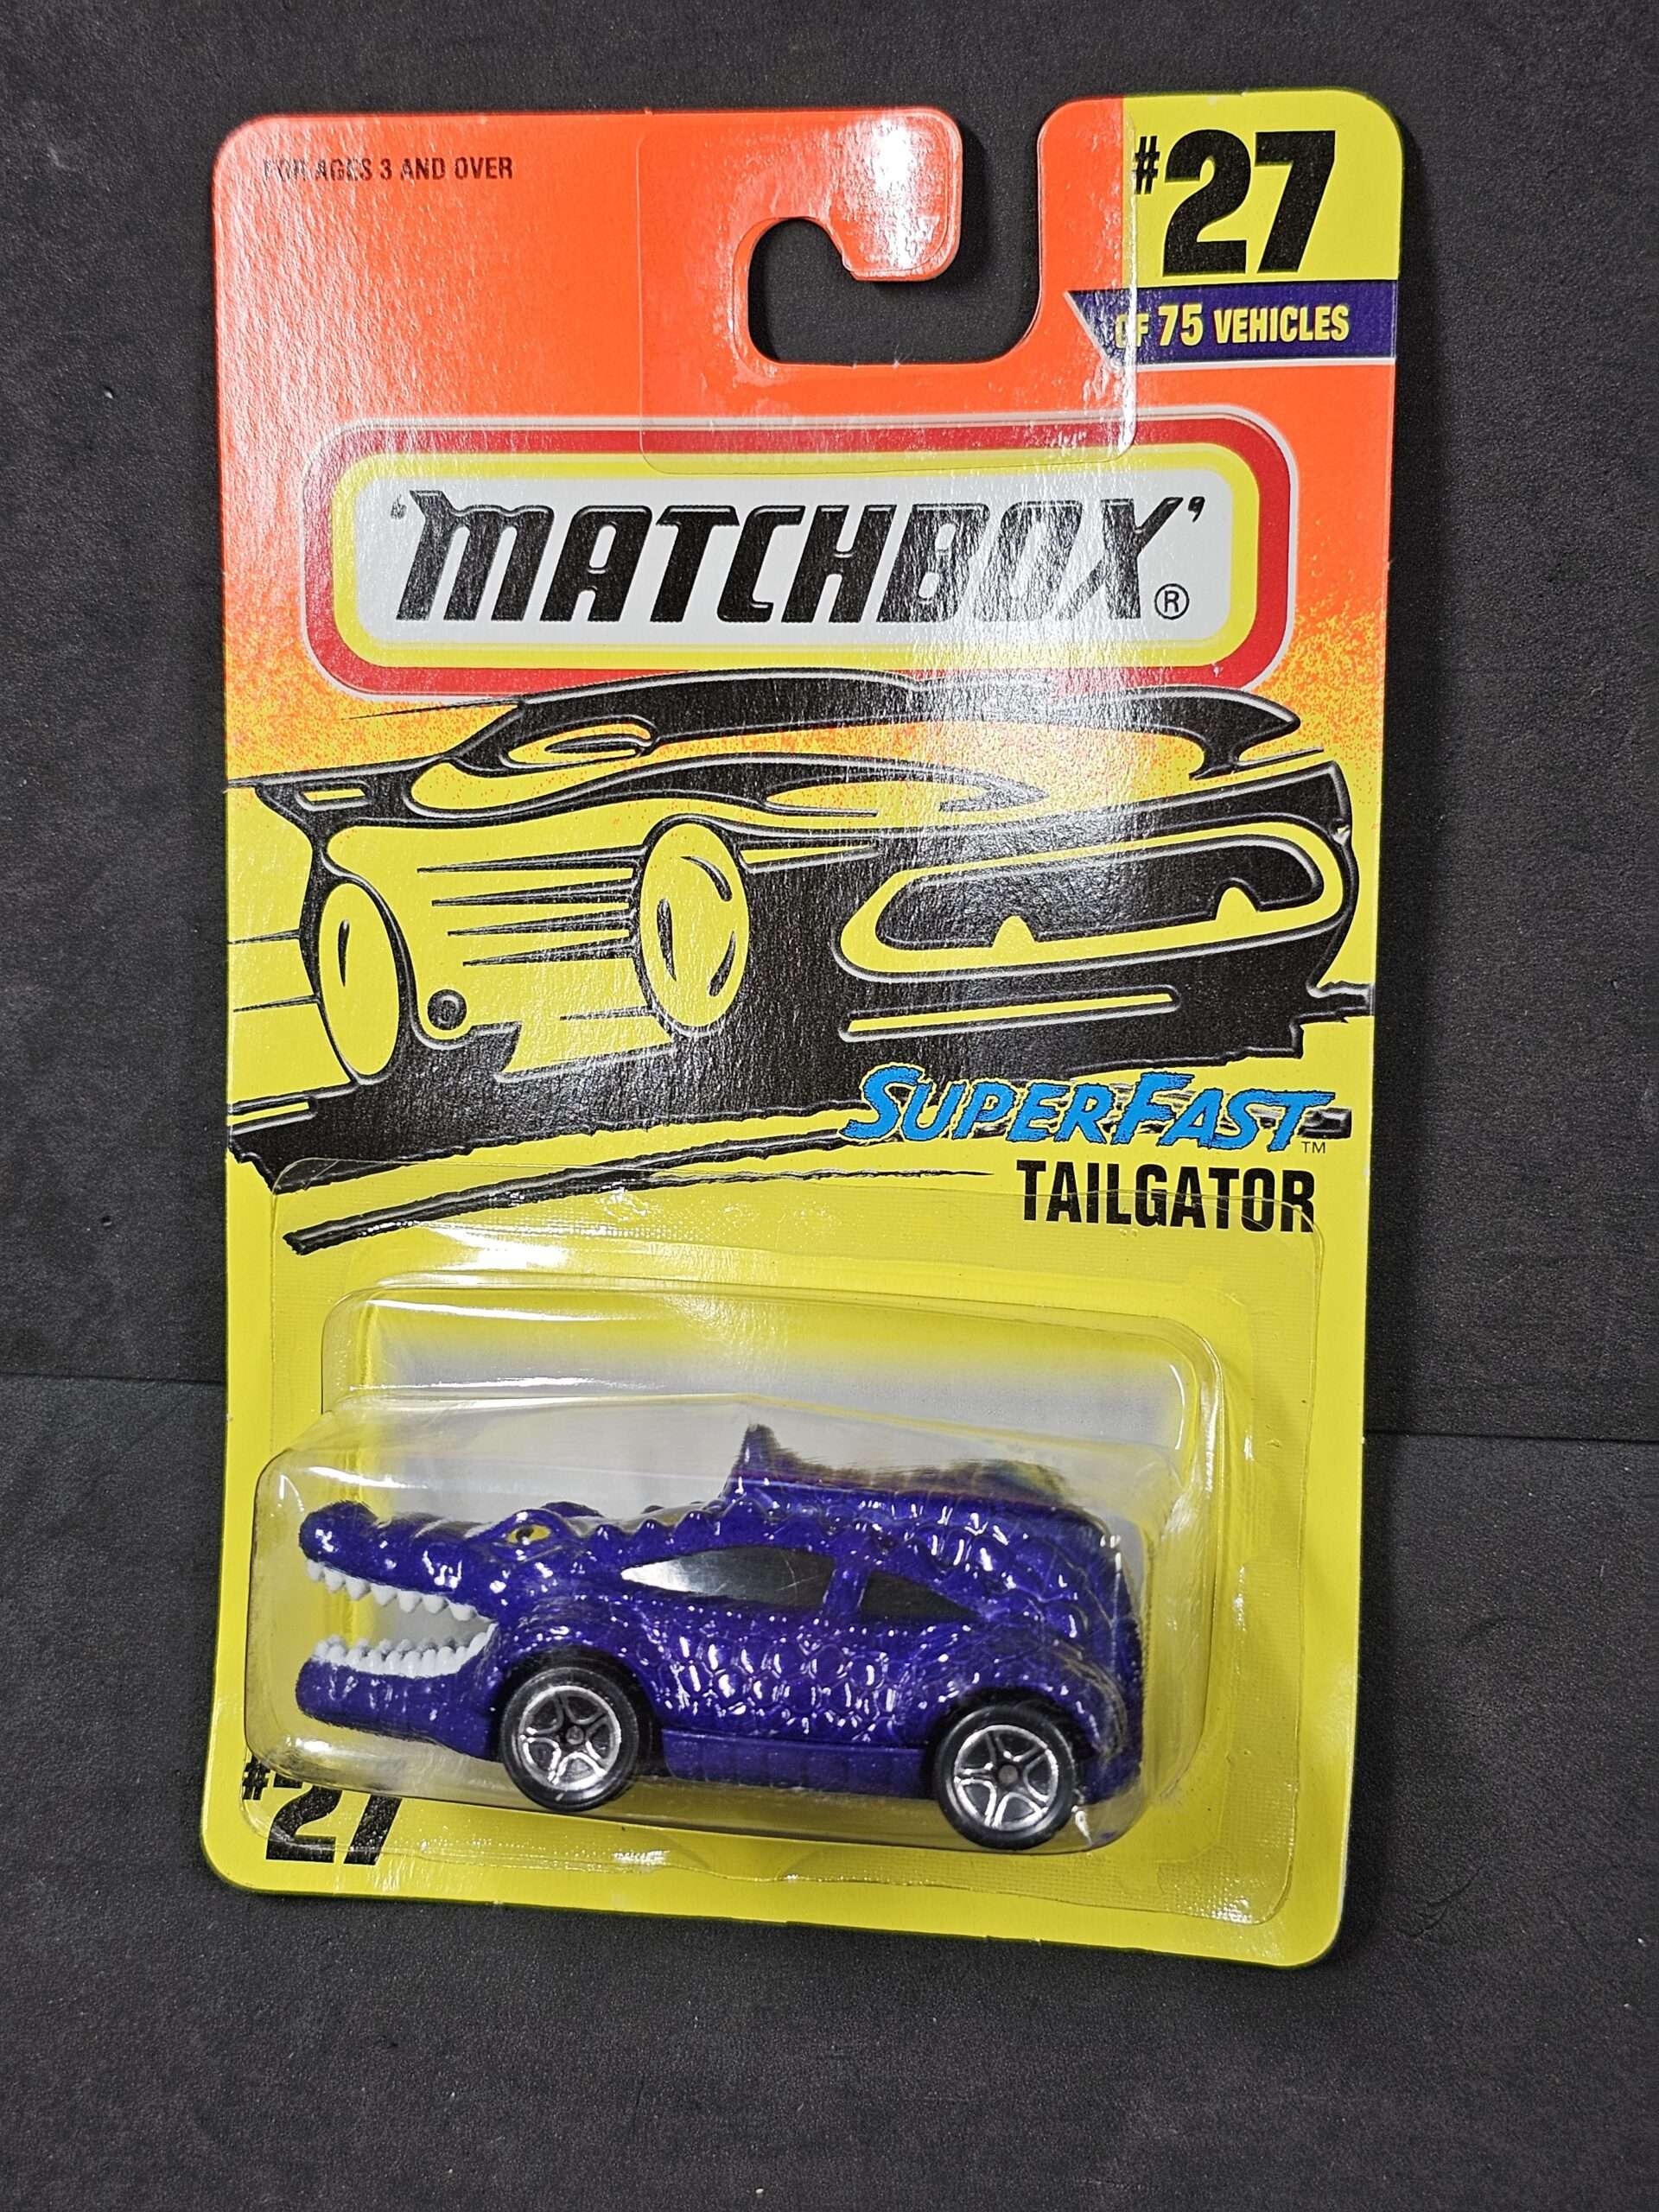 FOR AGES 3 AND OVER
#27
OF 75 VEHICLES
'MATCHBOX'®
SUPERFAST™
TAILGATOR
#27